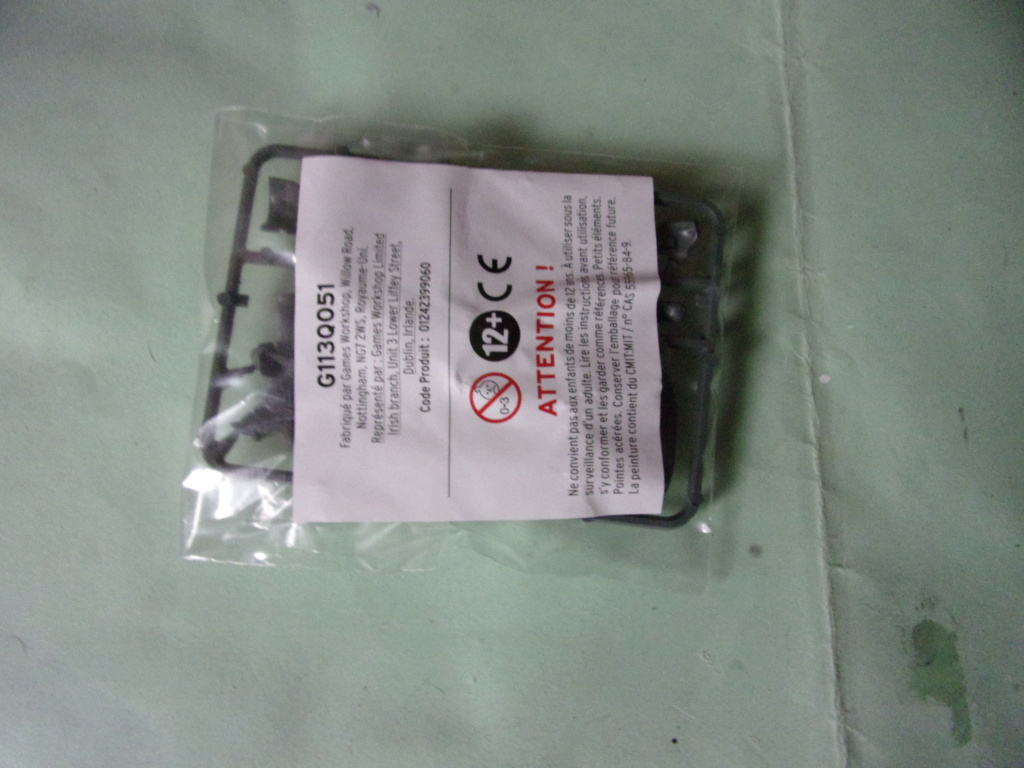 G113Q051
Fabriqué par Games Workshop, Willow Road,
Nottingham, NG7 2WS, Royaume-Uni.
Représenté par : Games Workshop Limited
Irish branch, Unit 3 Lower Liffey Street,
Dublin, Irlande.
Code Produit : 01242399060
0-3
12+ CE
ATTENTION !
Ne convient pas aux enfants de moins de 12 ans. À utiliser sous la
surveillance d'un adulte. Lire les instructions avant utilisation,
s'y conformer et les garder comme référence. Petits éléments.
Pointes acérées. Conserver l'emballage pour référence future.
La peinture contient du CMIT:MIT / n° CAS 55965-84-9.